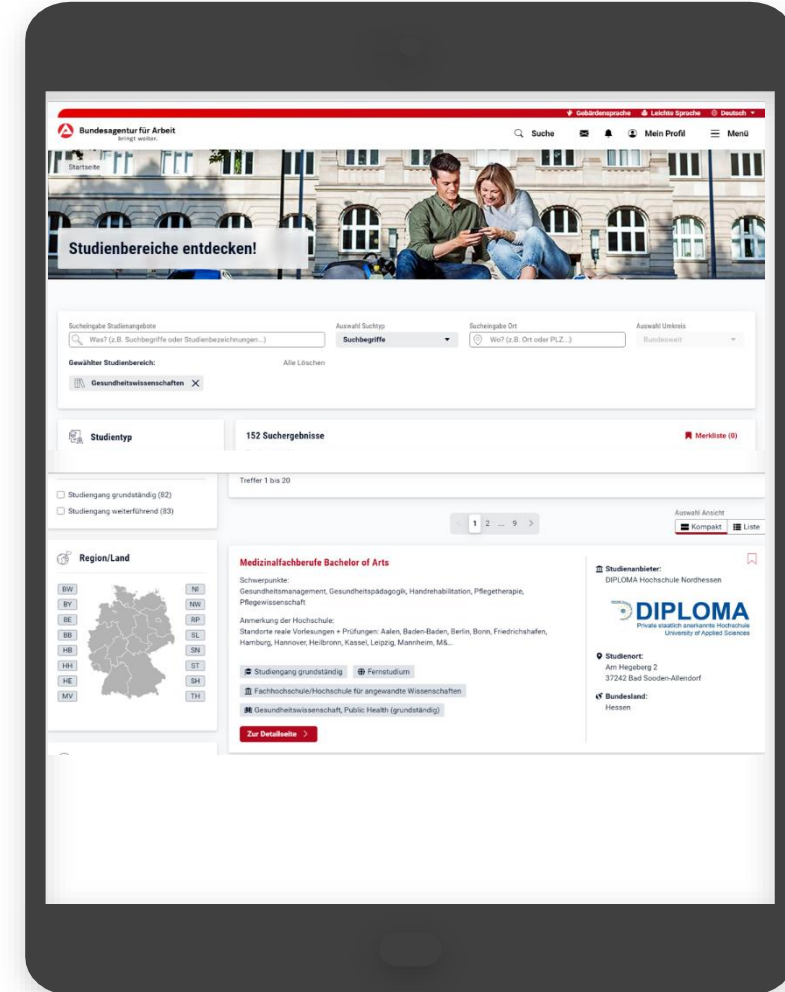 Gebärdensprache Leichte Sprache Deutsch
Bundesagentur für Arbeit
bringt weiter.
Suche Mein Profil Menü
Startseite
Studienbereiche entdecken!
Sucheingabe Studienangebote Auswahl Suchtyp Sucheingabe Ort Auswahl Umkreis
Was? (z.B. Suchbegriffe oder Studienbezeichnungen...) Suchbegriffe Wo? (z.B. Ort oder PLZ...) Bundesweit
Gewählter Studienbereich: Alle Löschen
Gesundheitswissenschaften X
Studientyp
152 Suchergebnisse Merkliste (0)
Treffer 1 bis 20
Studiengang grundständig (82)
Studiengang weiterführend (83)
Auswahl Ansicht
< 1 2 ... 9 > Kompakt Liste
Region/Land
BW NI
BY NW
BE RP
BB SL
HB SN
HH ST
HE SH
MV TH
Medizinalfachberufe Bachelor of Arts
Schwerpunkte:
Gesundheitsmanagement, Gesundheitspädagogik, Handrehabilitation, Pflegetherapie,
Pflegewissenschaft
Anmerkung der Hochschule:
Standorte reale Vorlesungen + Prüfungen: Aalen, Baden-Baden, Berlin, Bonn, Friedrichshafen,
Hamburg, Hannover, Heilbronn, Kassel, Leipzig, Mannheim, M&...
Studiengang grundständig Fernstudium
Fachhochschule/Hochschule für angewandte Wissenschaften
Gesundheitswissenschaft, Public Health (grundständig)
Zur Detailseite >
Studienanbieter:
DIPLOMA Hochschule Nordhessen
DIPLOMA
Private staatlich anerkannte Hochschule
University of Applied Sciences
Studienort:
Am Hegeberg 2
37242 Bad Sooden-Allendorf
Bundesland:
Hessen